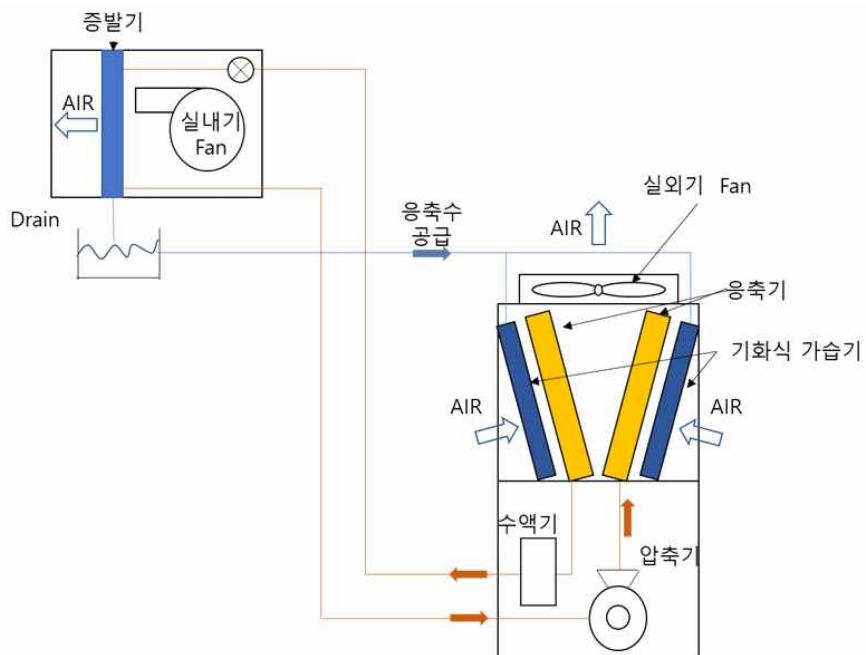 증발기
AIR
실내기
Fan
Drain
응축수
공급
실외기 Fan
AIR
응축기
기화식 가습기
AIR
AIR
수액기
압축기